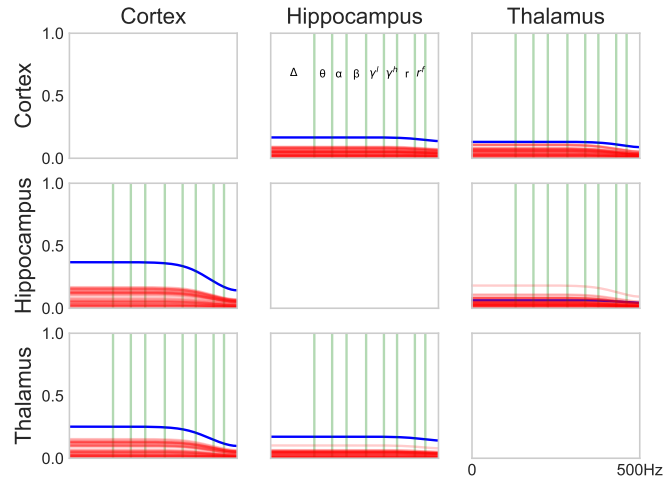 Cortex Hippocampus Thalamus
Cortex
1.0
0.5
0.0
Δ θ α β γˡ γʰ r rᶠ
Hippocampus
1.0
0.5
0.0
Thalamus
1.0
0.5
0.0
0 500Hz